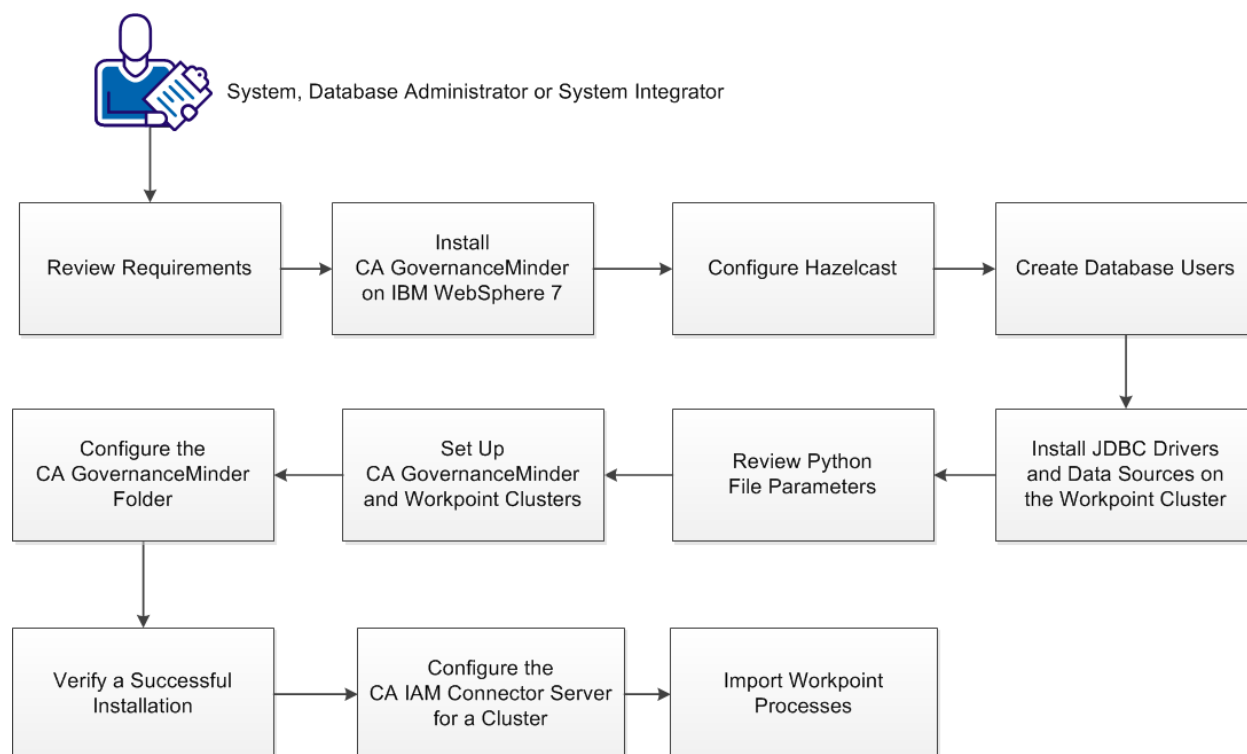 System, Database Administrator or System Integrator
Review Requirements
Install
CA GovernanceMinder
on IBM WebSphere 7
Configure Hazelcast
Create Database Users
Install JDBC Drivers
and Data Sources on
the Workpoint Cluster
Review Python
File Parameters
Set Up
CA GovernanceMinder
and Workpoint Clusters
Configure the
CA GovernanceMinder
Folder
Verify a Successful
Installation
Configure the
CA IAM Connector Server
for a Cluster
Import Workpoint
Processes